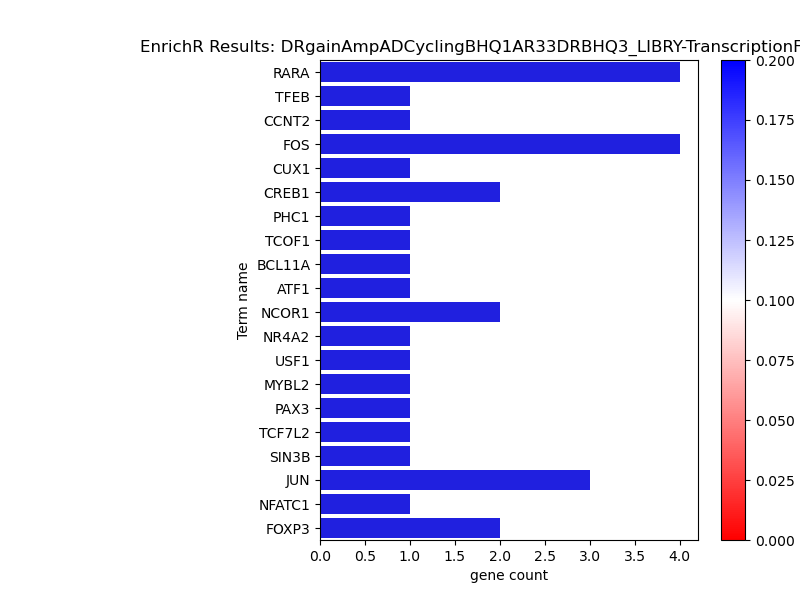 EnrichR Results: DRgainAmpADCyclingBHQ1AR33DRBHQ3_LIBRY-TranscriptionF
RARA
TFEB
CCNT2
FOS
CUX1
CREB1
PHC1
TCOF1
BCL11A
ATF1
NCOR1
NR4A2
USF1
MYBL2
PAX3
TCF7L2
SIN3B
JUN
NFATC1
FOXP3
Term name
0.0 0.5 1.0 1.5 2.0 2.5 3.0 3.5 4.0
gene count
0.200
0.175
0.150
0.125
0.100
0.075
0.050
0.025
0.000